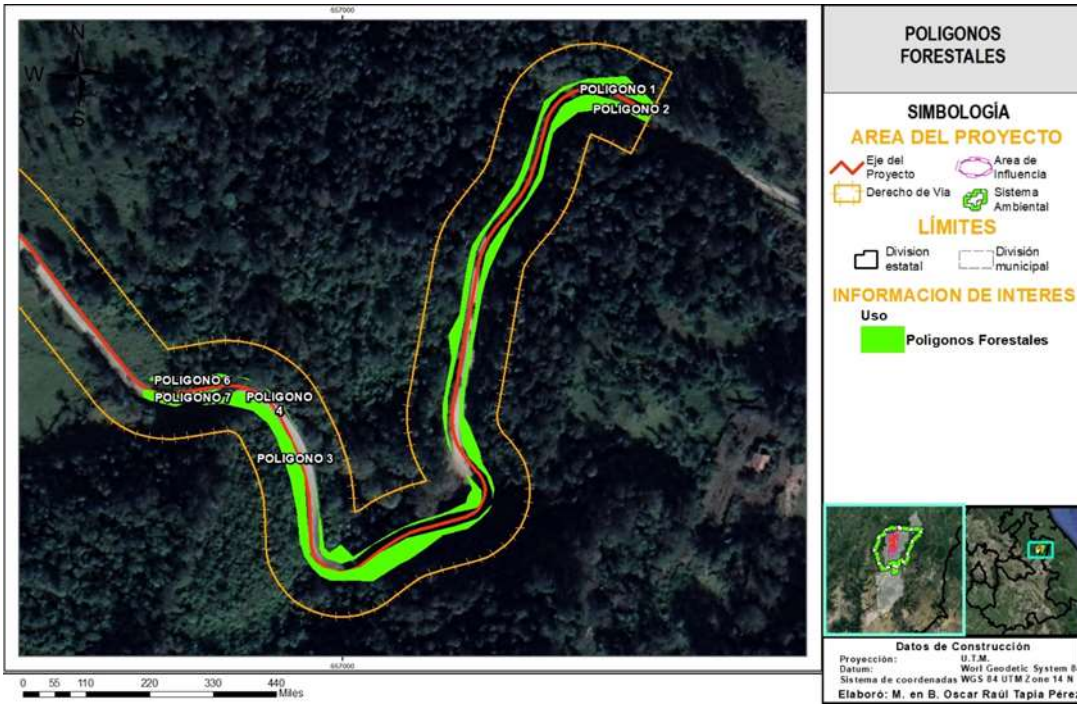 557000
N
W
E
S
POLIGONO 1
POLIGONO 2
POLIGONO 6
POLIGONO 7
POLIGONO
4
POLIGONO 3
557000
0 55 110 220 330 440
Miles
POLIGONOS
FORESTALES
SIMBOLOGÍA
AREA DEL PROYECTO
Eje del
Proyecto
Area de
Influencia
Derecho de Via
Sistema
Ambiental
LÍMITES
Division
estatal
División
municipal
INFORMACION DE INTERES
Uso
Poligonos Forestales
Datos de Construcción
Proyección: U.T.M.
Datum: Worl Geodetic System 8
Sistema de coordenadas WGS 84 UTM Zone 14 N
Elaboró: M. en B. Oscar Raúl Tapia Pérez